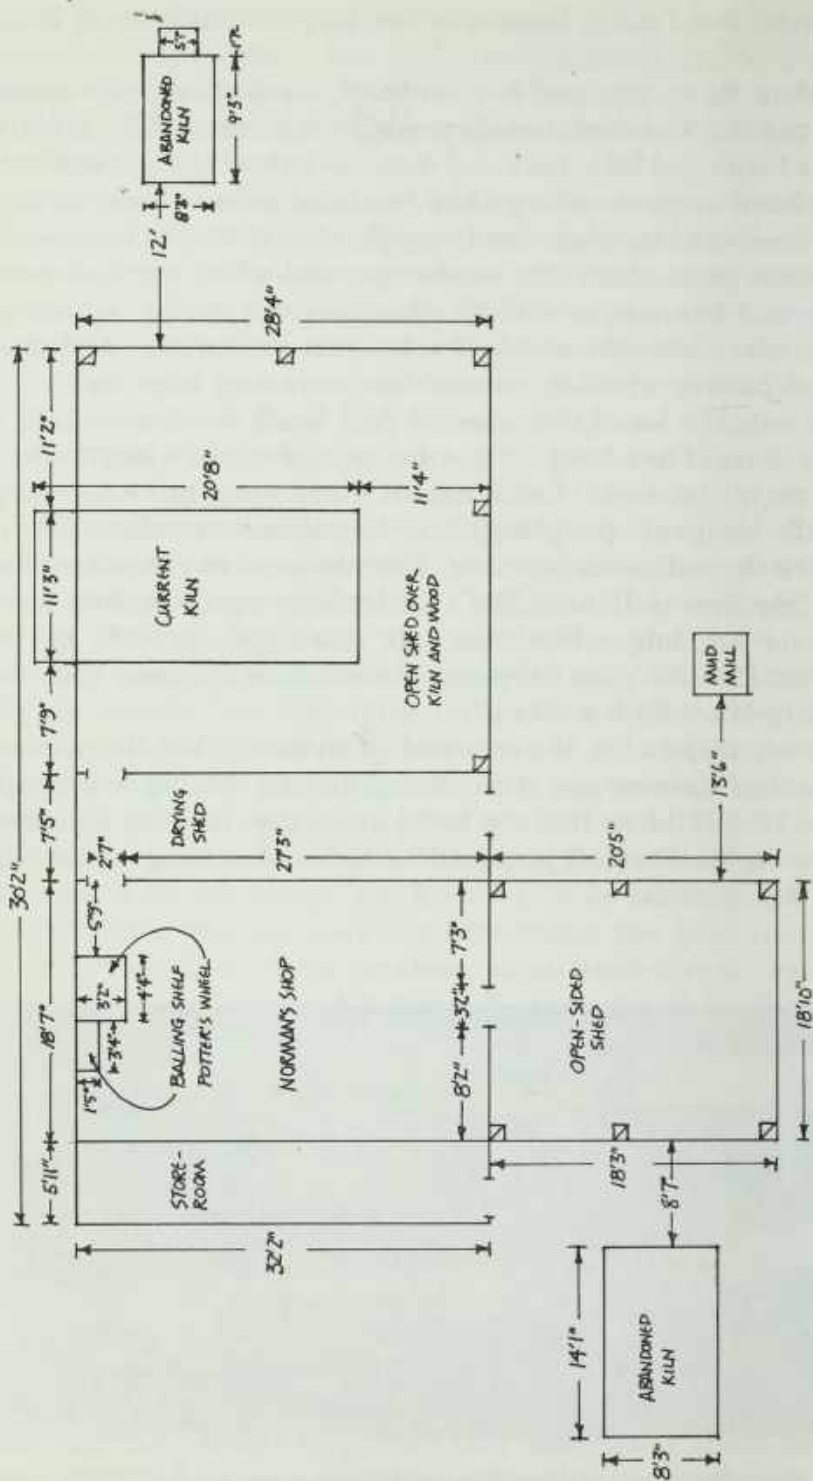 30'2"
5'11"
18'7"
7'5"
7'9"
11'3"
11'2"
12'
ABANDONED
KILN
8'3"
9'3"
5'7"
1'5"
3'4"
3'2"
4'4"
5'9"
2'7"
STORE-
ROOM
BALLING SHELF
POTTER'S WHEEL
NORMAN'S SHOP
DRYING
SHED
CURRENT
KILN
20'8"
28'4"
32'2"
27'3"
11'4"
OPEN SHED OVER
KILN AND WOOD
8'2"
3'2"
7'3"
OPEN-SIDED
SHED
18'3"
20'5"
13'6"
MUD
MILL
8'7"
18'10"
14'1"
8'3"
ABANDONED
KILN